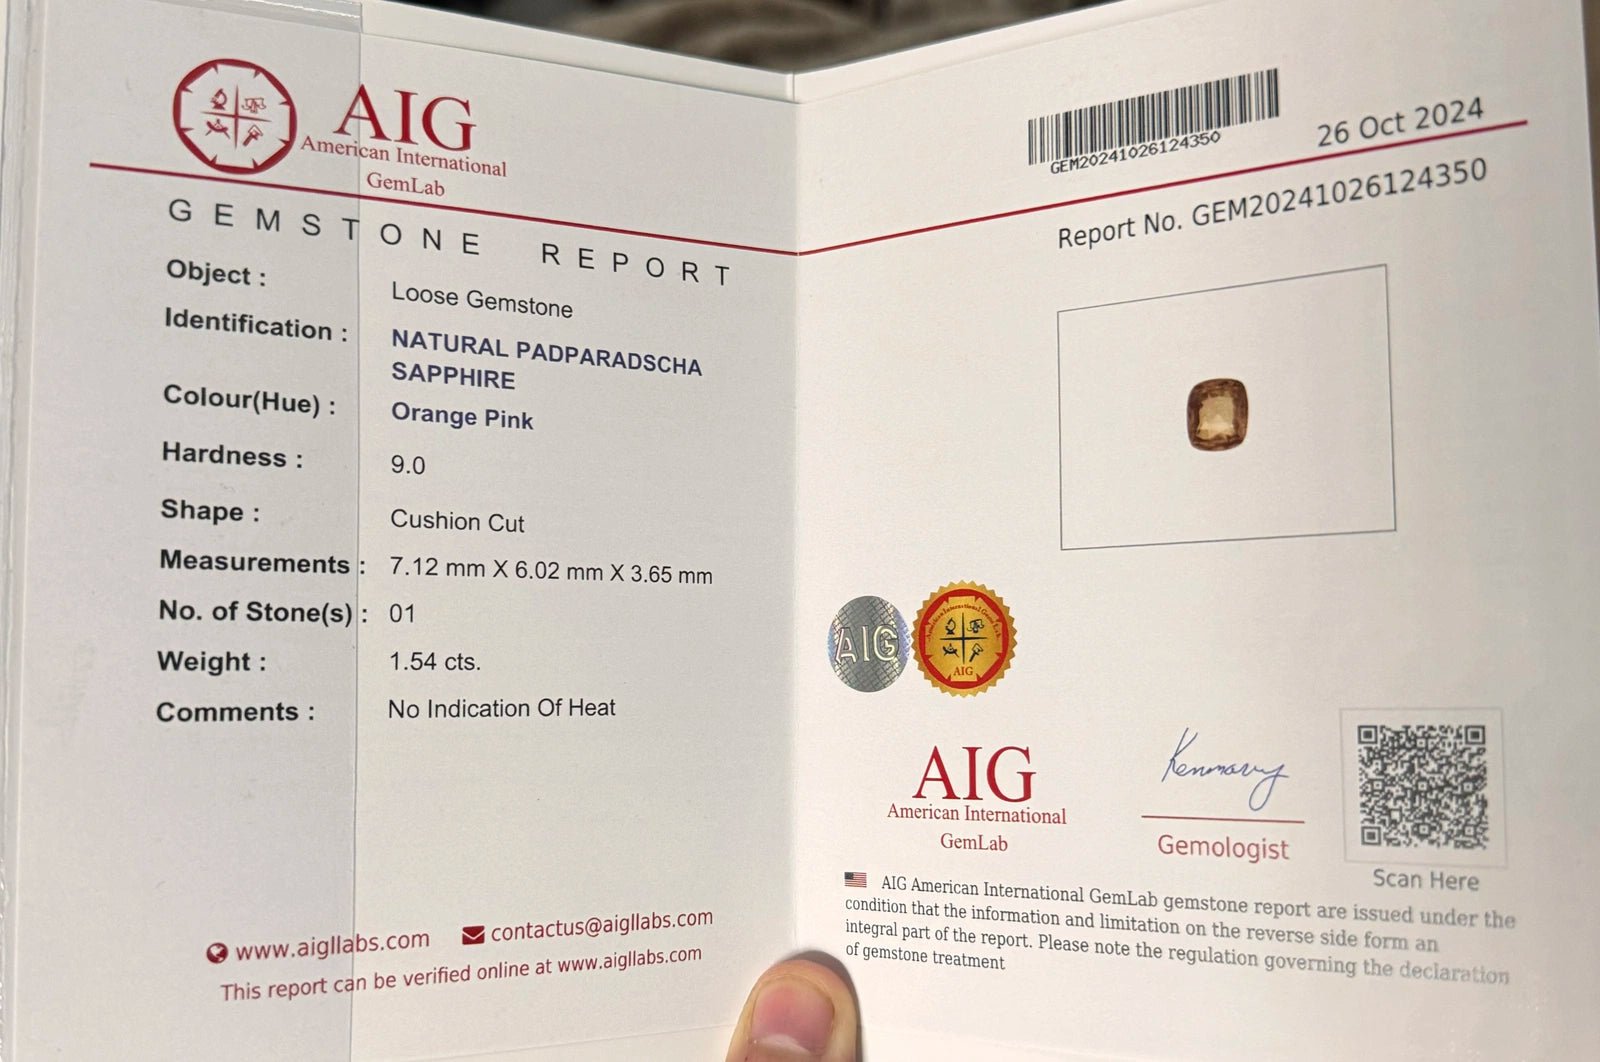 AIG
American International
GemLab
GEMSTONE REPORT
Object : Loose Gemstone
Identification : NATURAL PADPARADSCHA
SAPPHIRE
Colour(Hue) : Orange Pink
Hardness : 9.0
Shape : Cushion Cut
Measurements : 7.12 mm X 6.02 mm X 3.65 mm
No. of Stone(s) : 01
Weight : 1.54 cts.
Comments : No Indication Of Heat
www.aigllabs.com contactus@aigllabs.com
This report can be verified online at www.aigllabs.com
GEM20241026124350
26 Oct 2024
Report No. GEM20241026124350
AIG
American International Gem Lab
AIG
AIG
American International
GemLab
Kenmavy
Gemologist
Scan Here
AIG American International GemLab gemstone report are issued under the
condition that the information and limitation on the reverse side form an
integral part of the report. Please note the regulation governing the declaration
of gemstone treatment